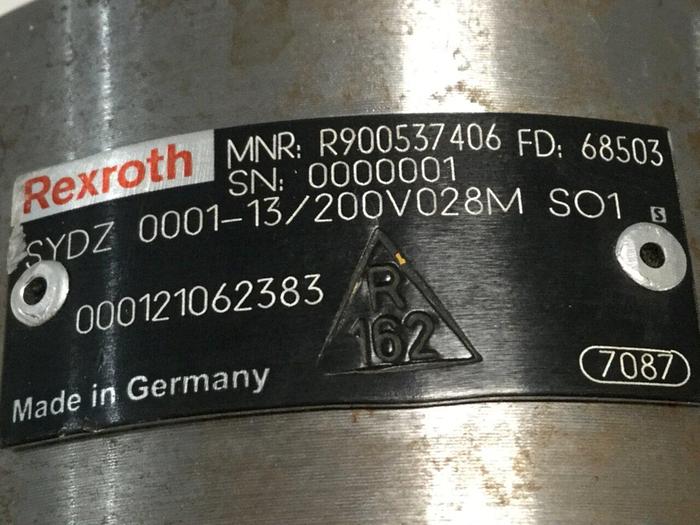 Rexroth
MNR: R900537406 FD: 68503
SN: 0000001
SYDZ 0001-13/200V028M SO1 S
000121062383
R
162
7087
Made in Germany